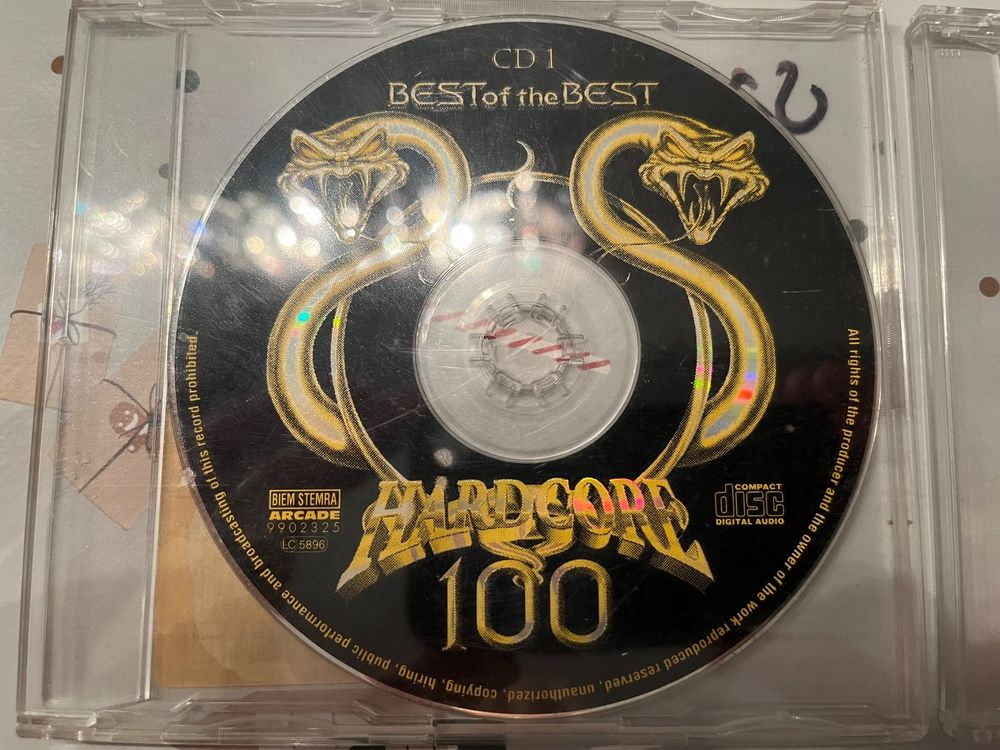 CD 1
BEST of the BEST
HARDCORE
100
BIEM STEMRA
ARCADE
9902325
LC 5896
COMPACT
disc
DIGITAL AUDIO
All rights of the producer and the owner of the work reproduced reserved, unauthorized, copying, hiring, public performance and broadcasting of this record prohibited.